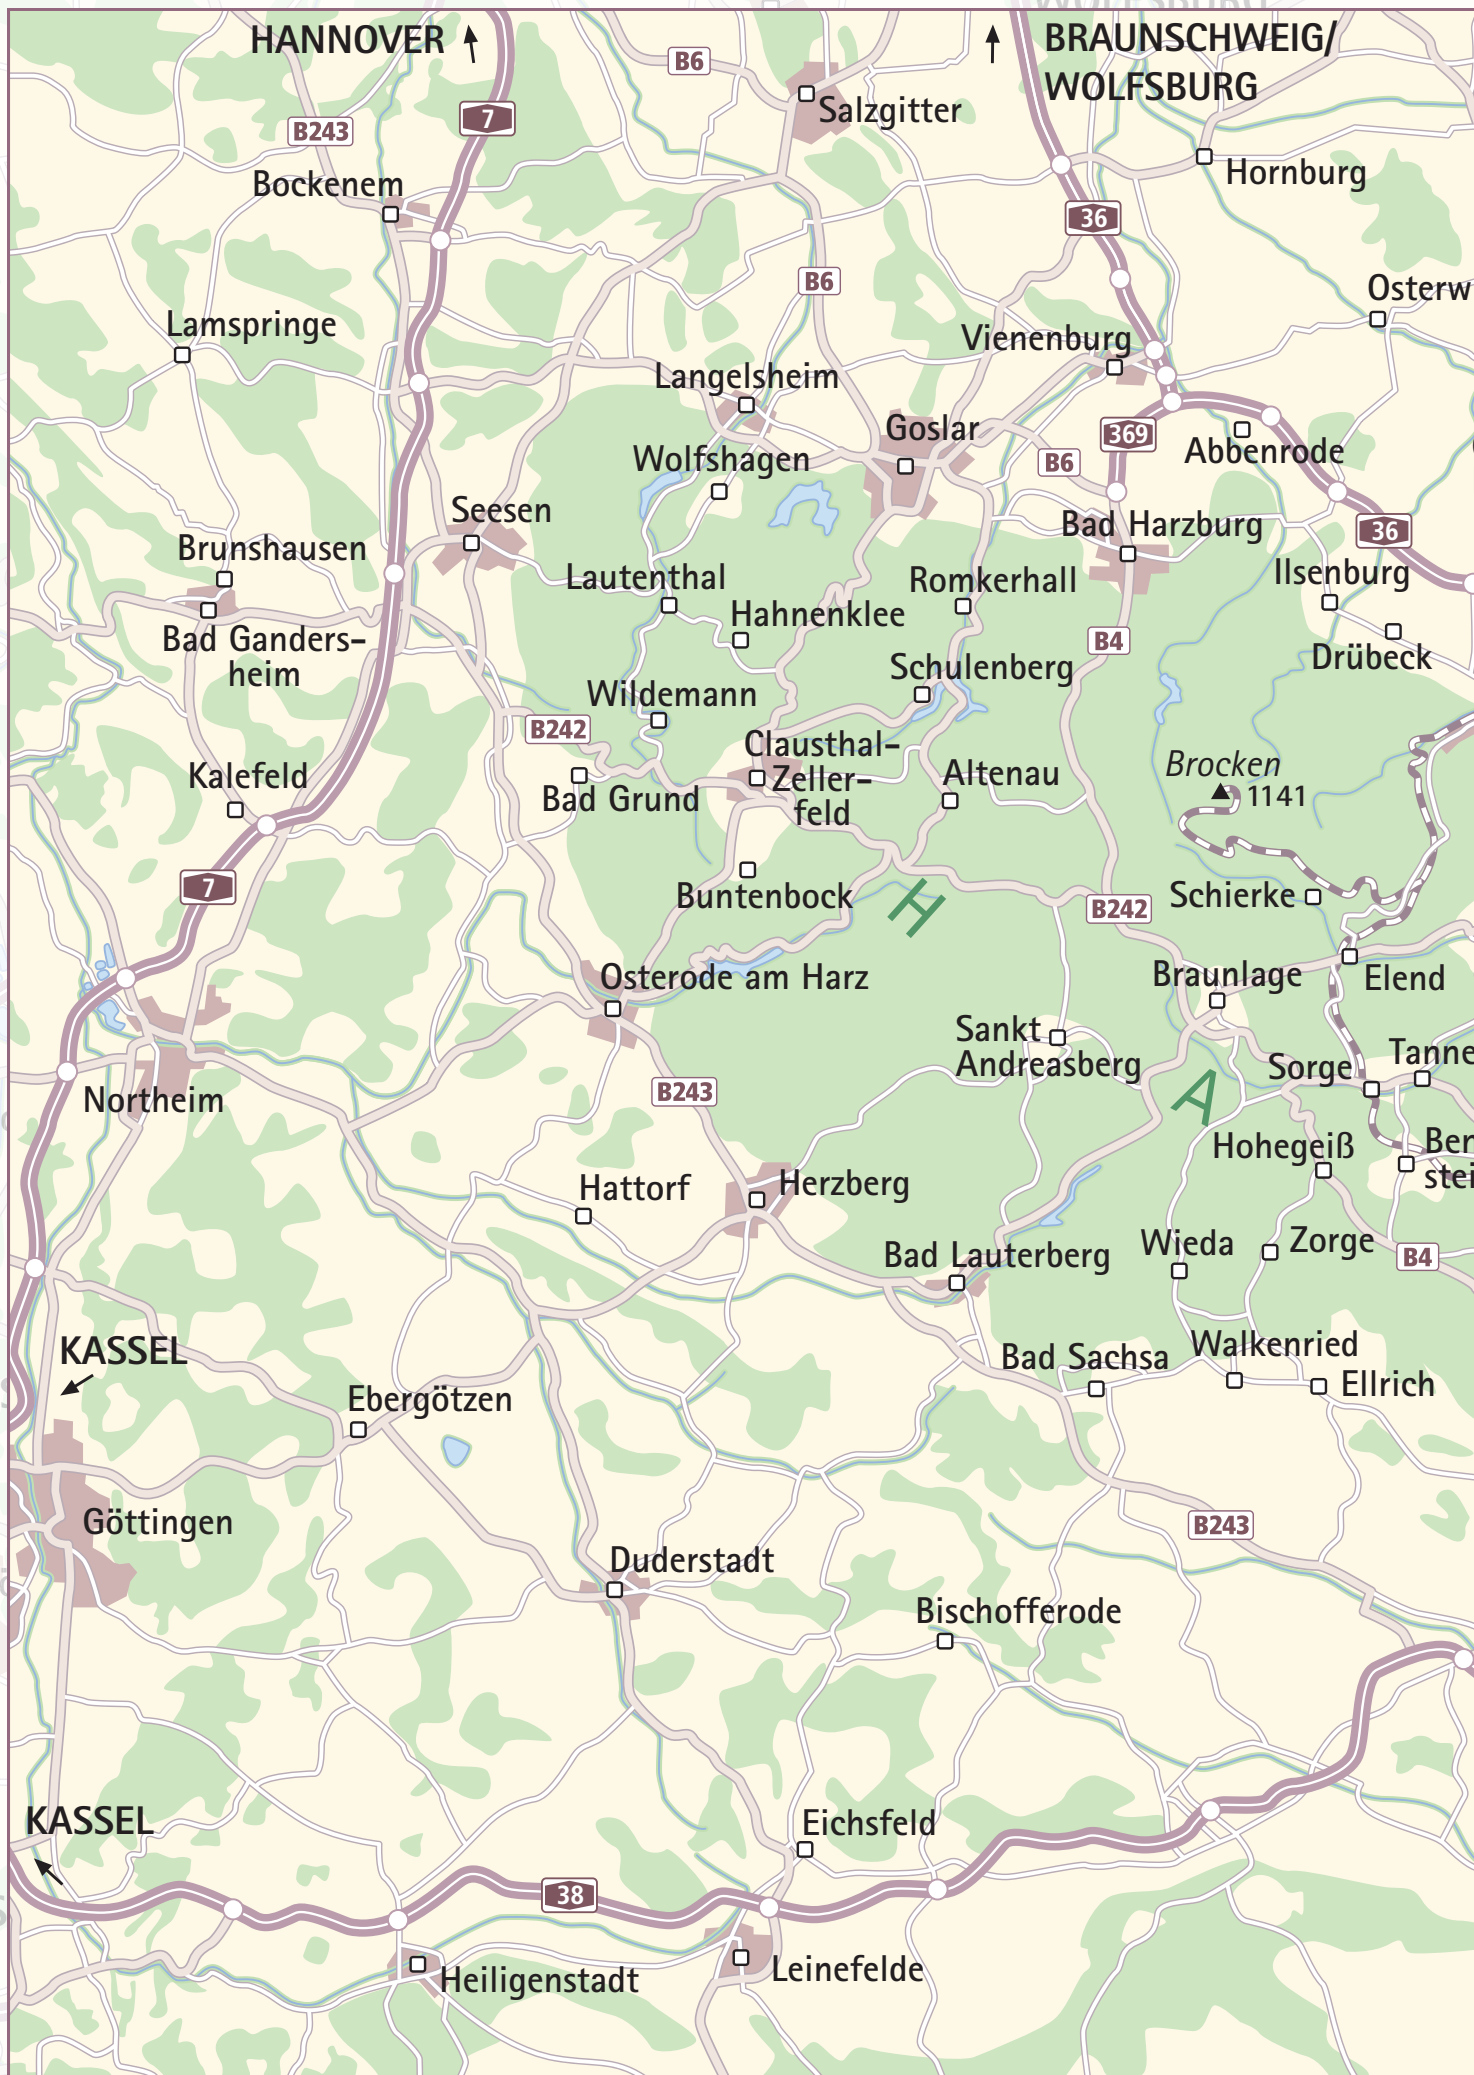 HANNOVER
BRAUNSCHWEIG/
WOLFSBURG
B6
Salzgitter
7
B243
Hornburg
Bockenem
36
B6
Osterw
Lamspringe
Vienenburg
Langelsheim
Goslar
369
Abbenrode
Wolfshagen
B6
Seesen
Bad Harzburg
36
Brunshausen
Lautenthal
Romkerhall
Ilsenburg
Hahnenklee
Bad Ganders-
heim
B4
Drübeck
Schulenberg
Wildemann
B242
Clausthal-
Zeller-
feld
Brocken
1141
Kalefeld
Bad Grund
Altenau
7
Buntenbock
H
Schierke
B242
Osterode am Harz
Braunlage
Elend
Sankt
Andreasberg
Sorge
Tanne
B243
A
Northeim
Hohegeiß
Ben
stei
Hattorf
Herzberg
Bad Lauterberg
Wieda
Zorge
B4
KASSEL
Bad Sachsa
Walkenried
Ellrich
Ebergötzen
Göttingen
B243
Duderstadt
Bischofferode
KASSEL
Eichsfeld
38
Leinefelde
Heiligenstadt